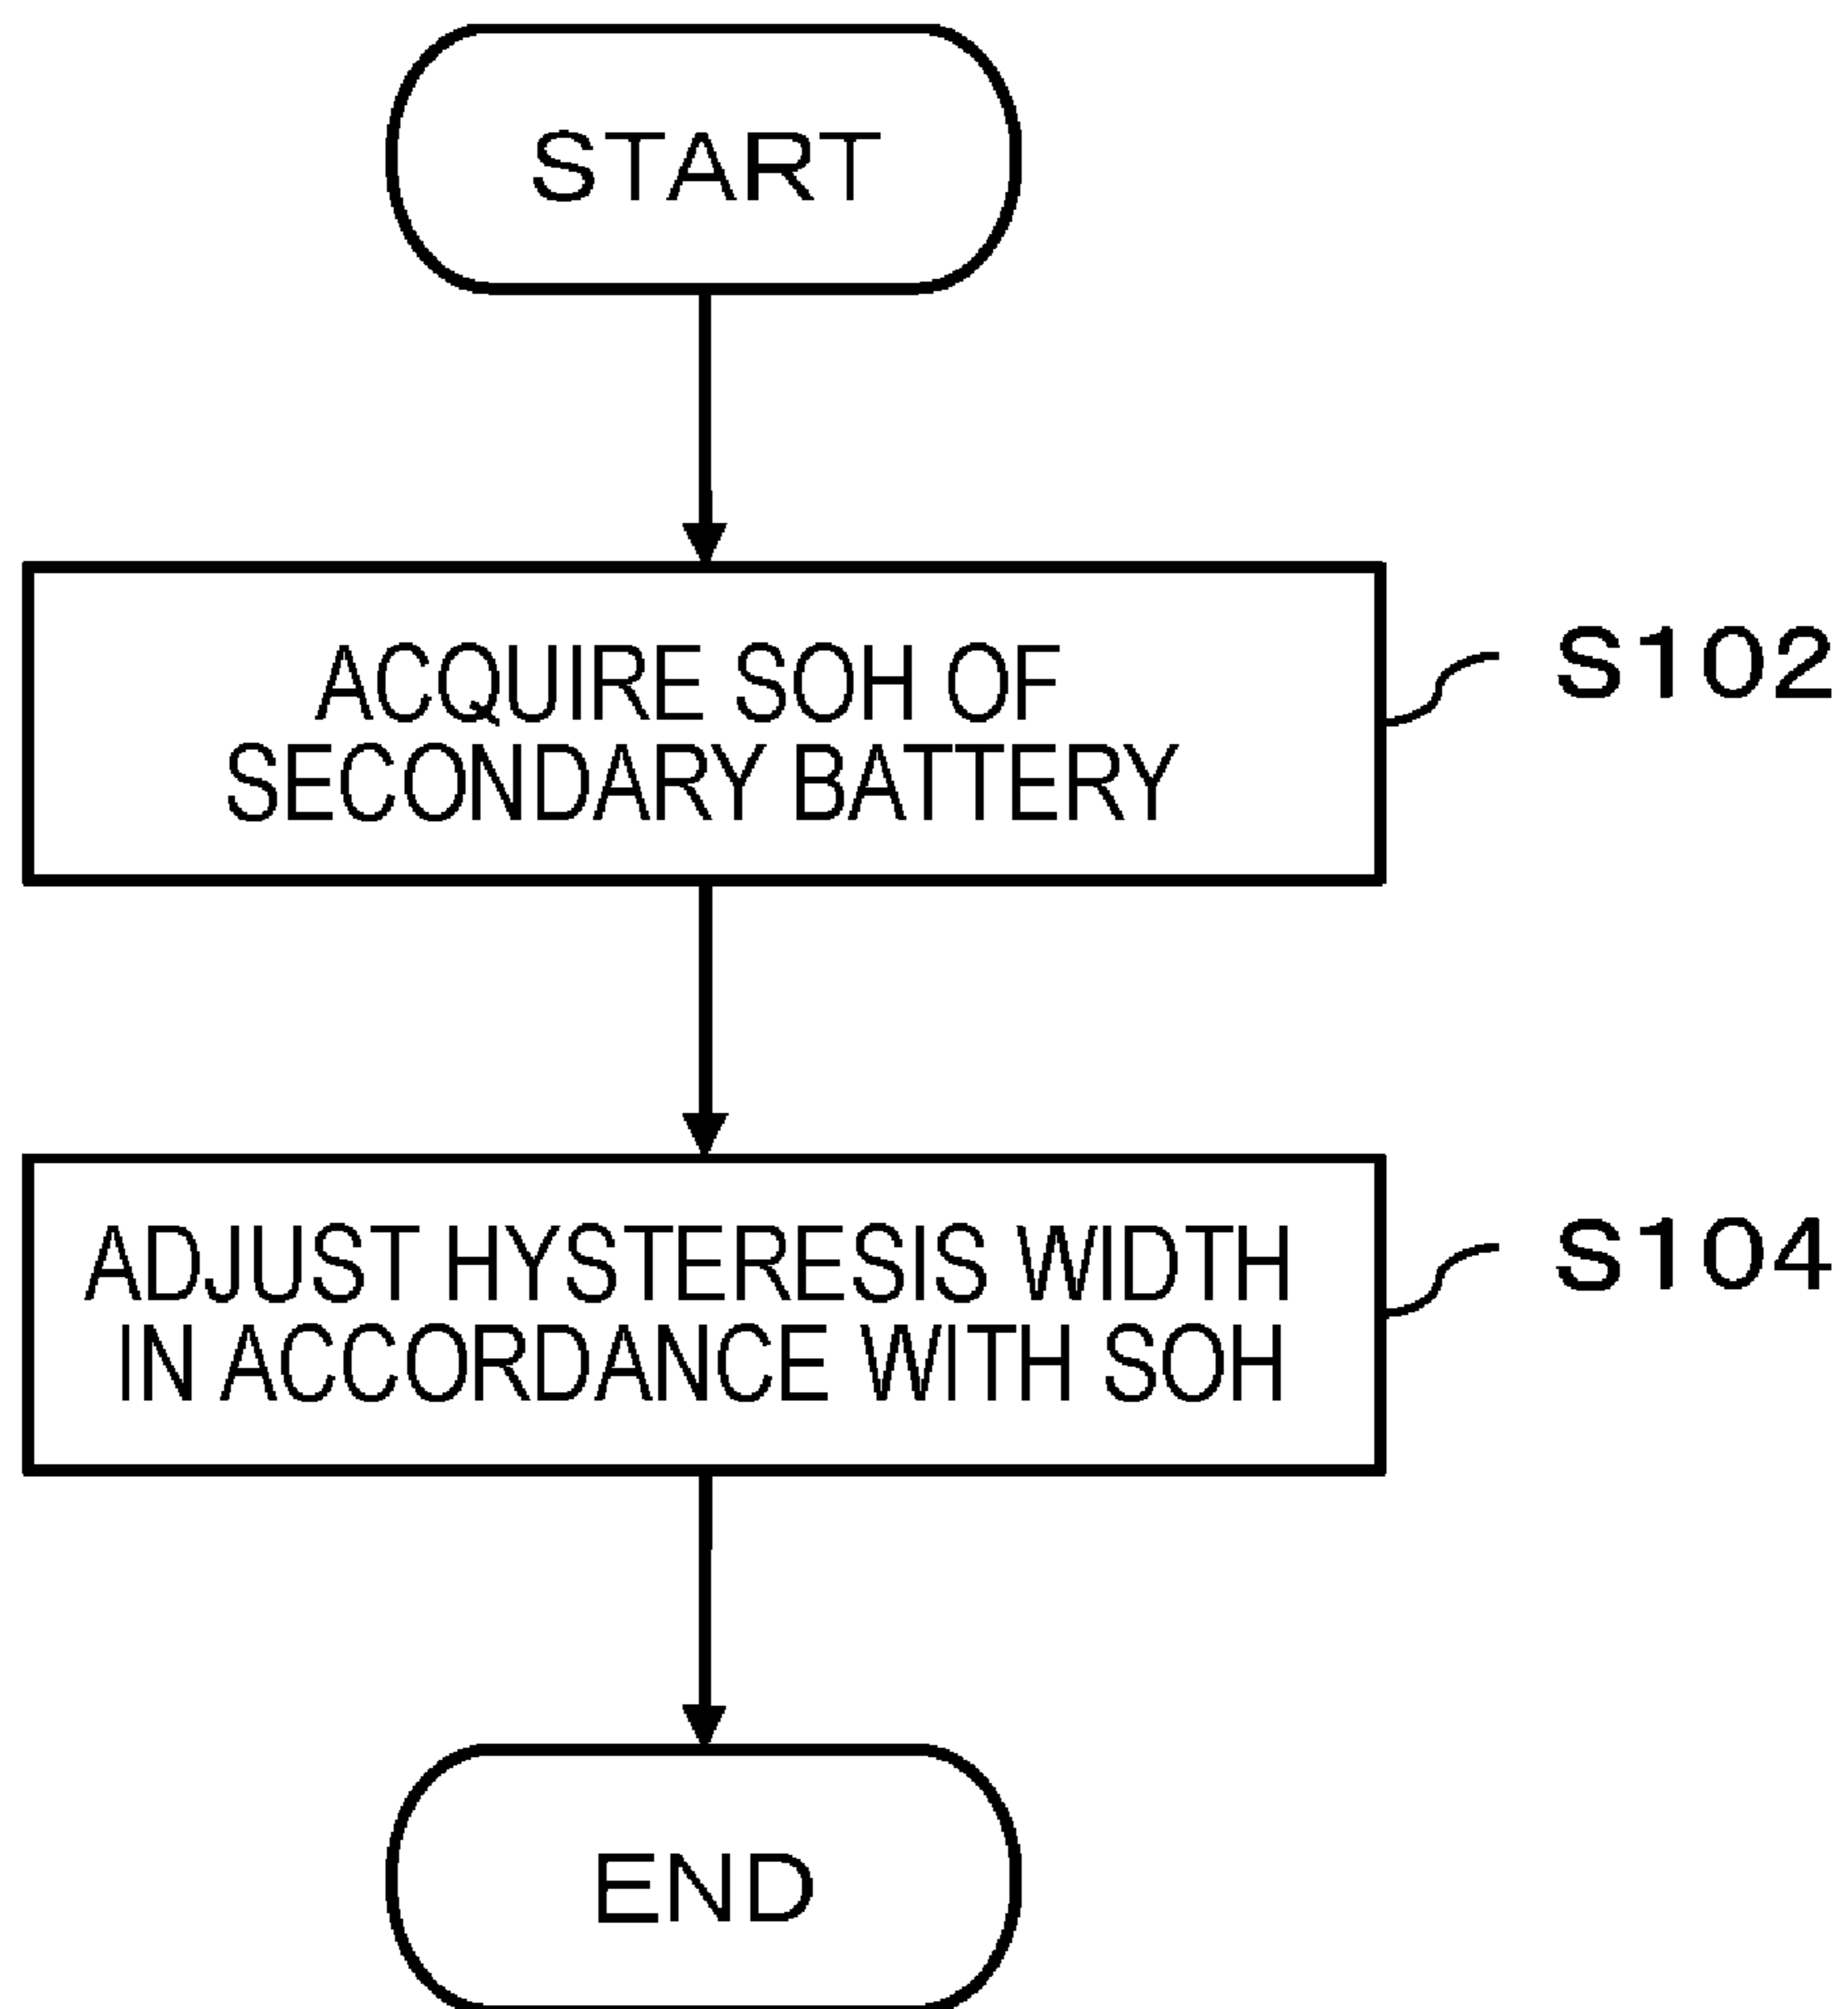 START
ACQUIRE SOH OF
SECONDARY BATTERY
S102
ADJUST HYSTERESIS WIDTH
IN ACCORDANCE WITH SOH
S104
END